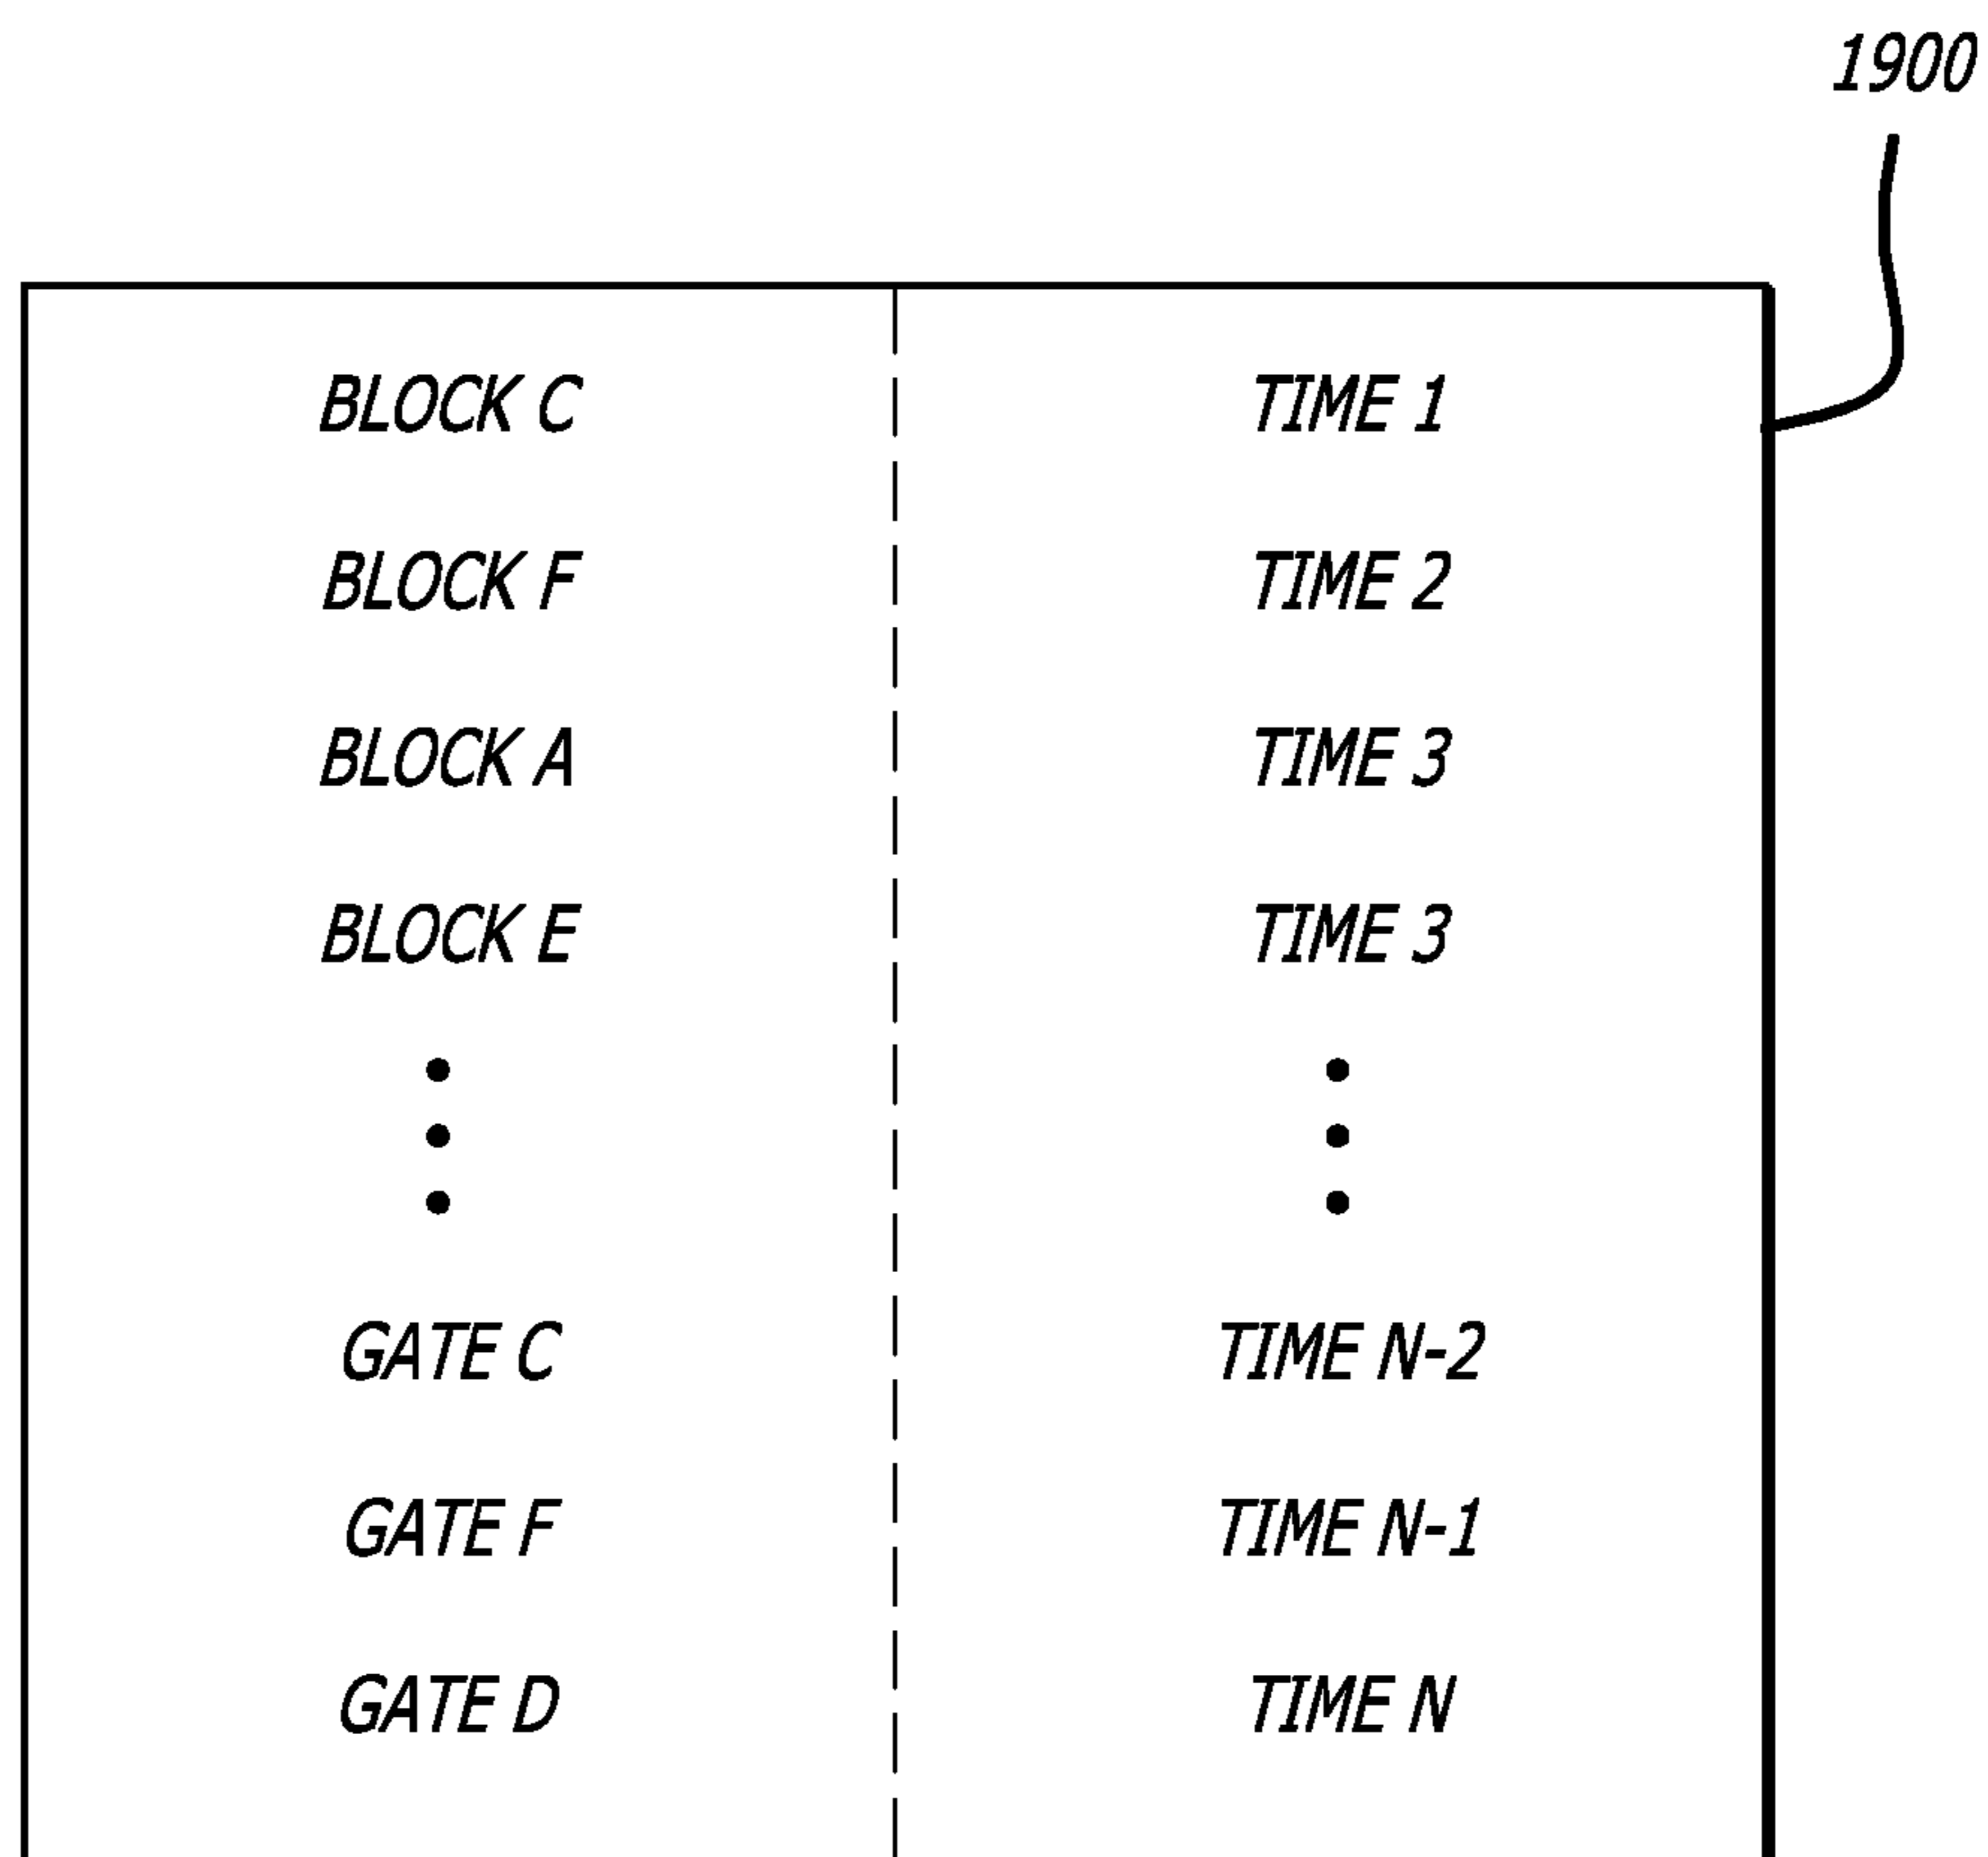 1900
BLOCK C TIME 1
BLOCK F TIME 2
BLOCK A TIME 3
BLOCK E TIME 3
GATE C TIME N-2
GATE F TIME N-1
GATE D TIME N